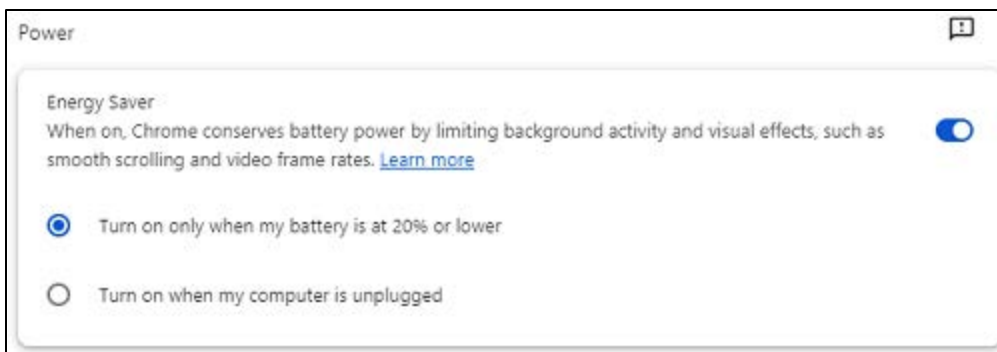 Power
Energy Saver
When on, Chrome conserves battery power by limiting background activity and visual effects, such as
smooth scrolling and video frame rates. Learn more
Turn on only when my battery is at 20% or lower
Turn on when my computer is unplugged